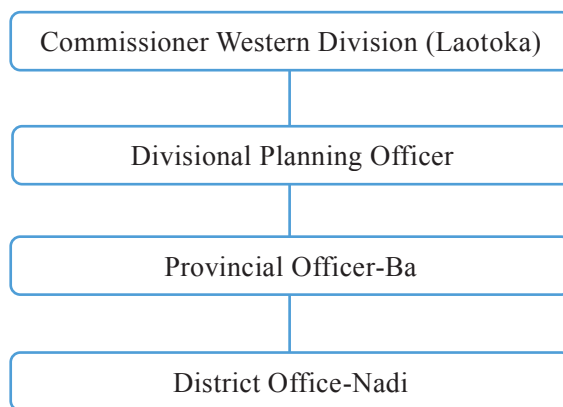 Commissioner Western Division (Laotoka)
Divisional Planning Officer
Provincial Officer-Ba
District Office-Nadi